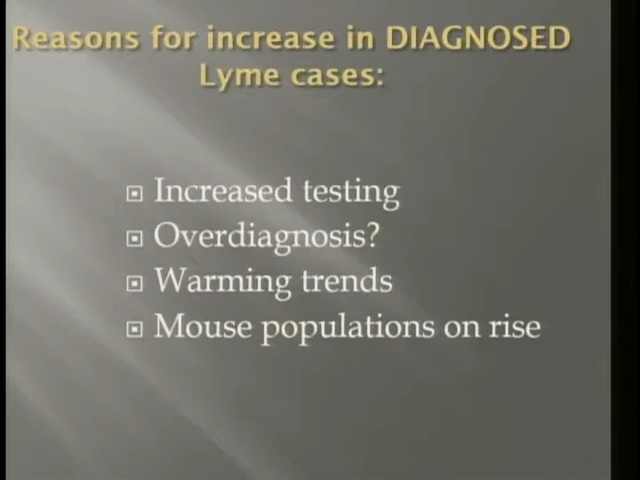 Reasons for increase in DIAGNOSED
Lyme cases:
Increased testing
Overdiagnosis?
Warming trends
Mouse populations on rise